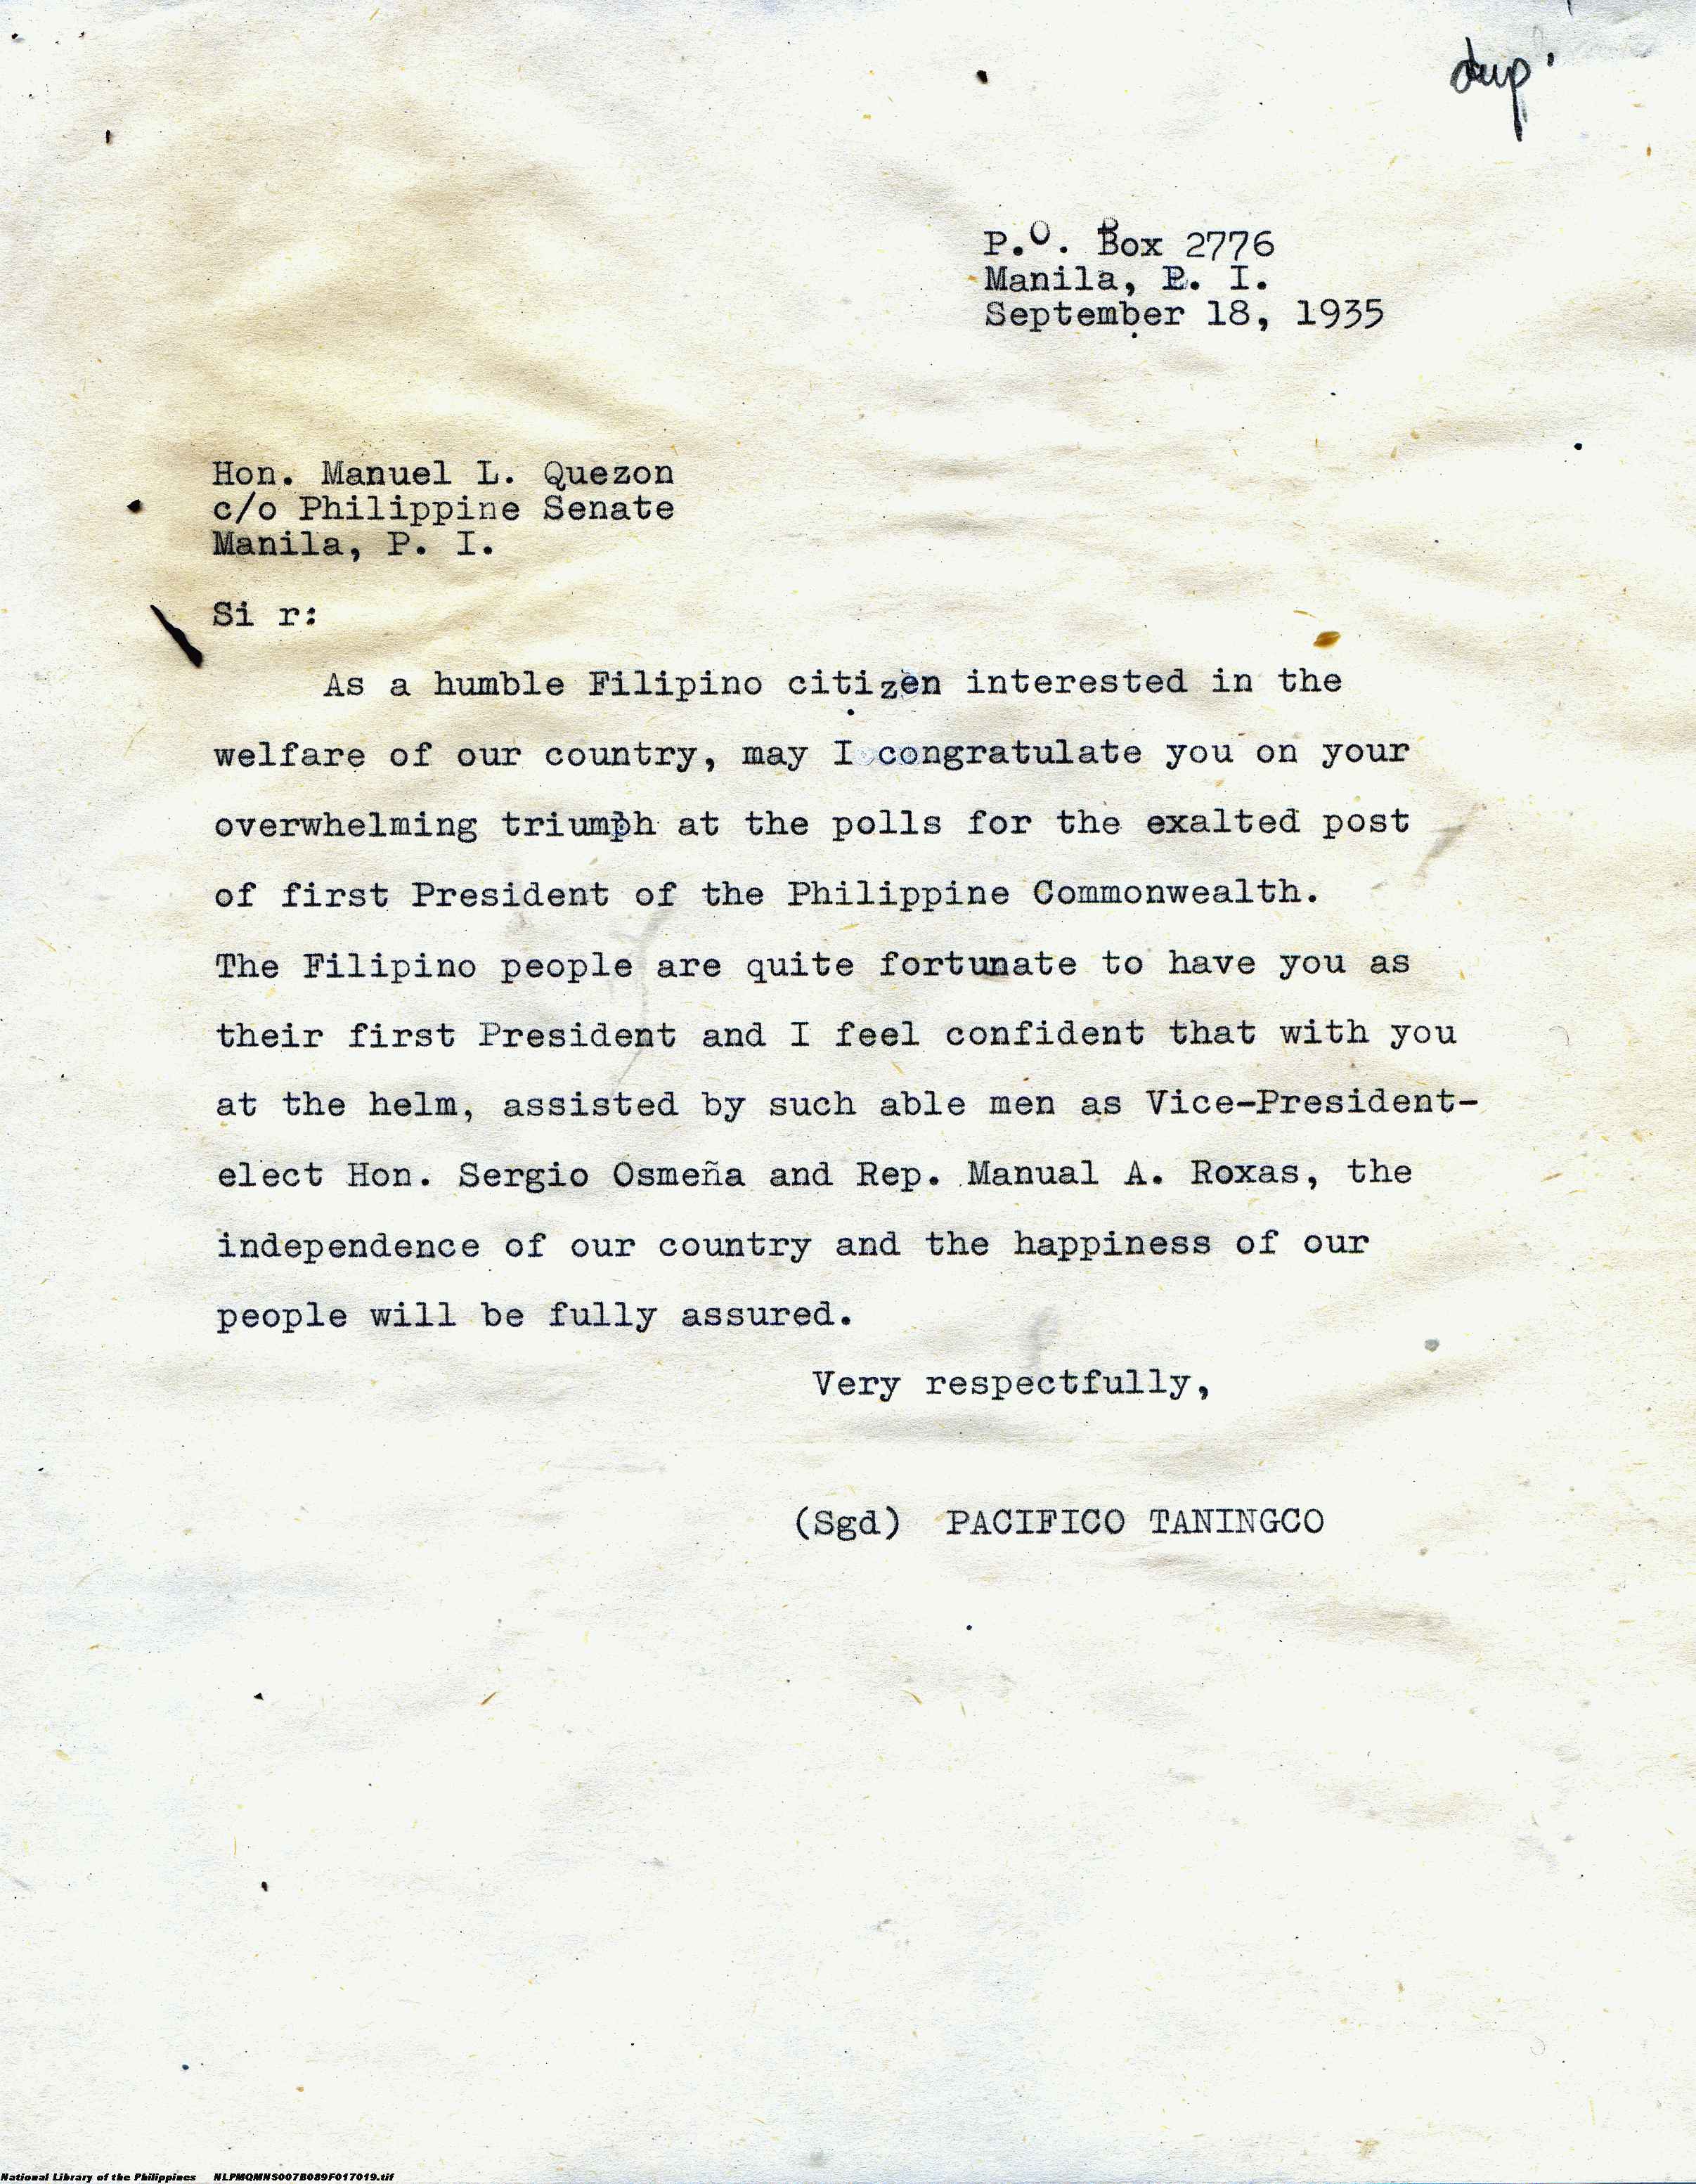 dup.
P.O. Box 2776
Manila, P. I.
September 18, 1935
Hon. Manuel L. Quezon
c/o Philippine Senate
Manila, P. I.
Si r:
As a humble Filipino citizen interested in the
welfare of our country, may I congratulate you on your
overwhelming triumph at the polls for the exalted post
of first President of the Philippine Commonwealth.
The Filipino people are quite fortunate to have you as
their first President and I feel confident that with you
at the helm, assisted by such able men as Vice-President-
elect Hon. Sergio Osmeña and Rep. Manual A. Roxas, the
independence of our country and the happiness of our
people will be fully assured.
Very respectfully,
(Sgd) PACIFICO TANINGCO
National Library of the Philippines NLPMQMNS007B089F017019.tif